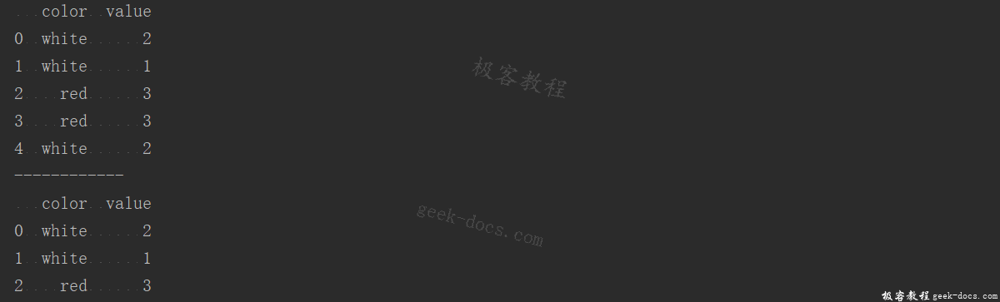 color value
0 white 2
1 white 1
2 red 3
3 red 3
4 white 2
------------
color value
0 white 2
1 white 1
2 red 3
极客教程
geek-docs.com
极客教程 geek-docs.com